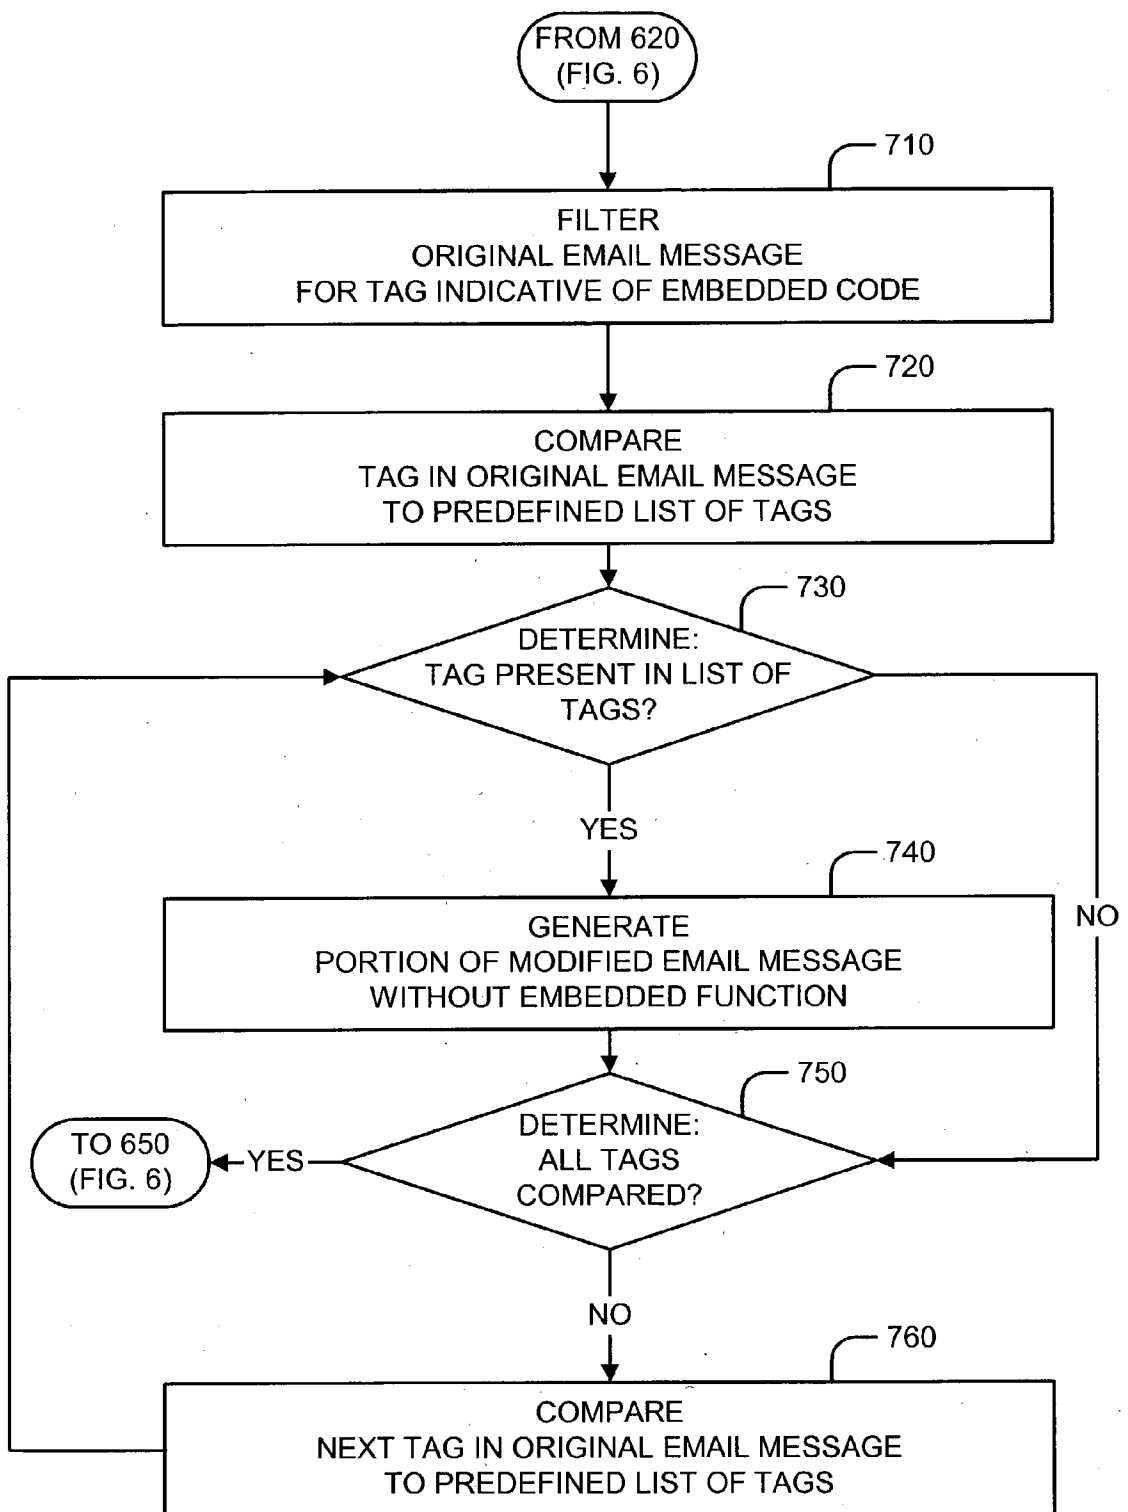 FROM 620
(FIG. 6)
710
FILTER
ORIGINAL EMAIL MESSAGE
FOR TAG INDICATIVE OF EMBEDDED CODE
720
COMPARE
TAG IN ORIGINAL EMAIL MESSAGE
TO PREDEFINED LIST OF TAGS
730
DETERMINE:
TAG PRESENT IN LIST OF
TAGS?
YES
740
NO
GENERATE
PORTION OF MODIFIED EMAIL MESSAGE
WITHOUT EMBEDDED FUNCTION
750
DETERMINE:
ALL TAGS
COMPARED?
YES
TO 650
(FIG. 6)
NO
760
COMPARE
NEXT TAG IN ORIGINAL EMAIL MESSAGE
TO PREDEFINED LIST OF TAGS